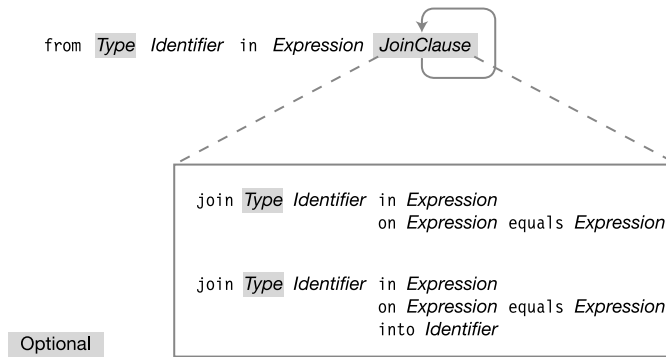 from Type Identifier in Expression JoinClause
join Type Identifier in Expression
on Expression equals Expression
join Type Identifier in Expression
on Expression equals Expression
into Identifier
Optional